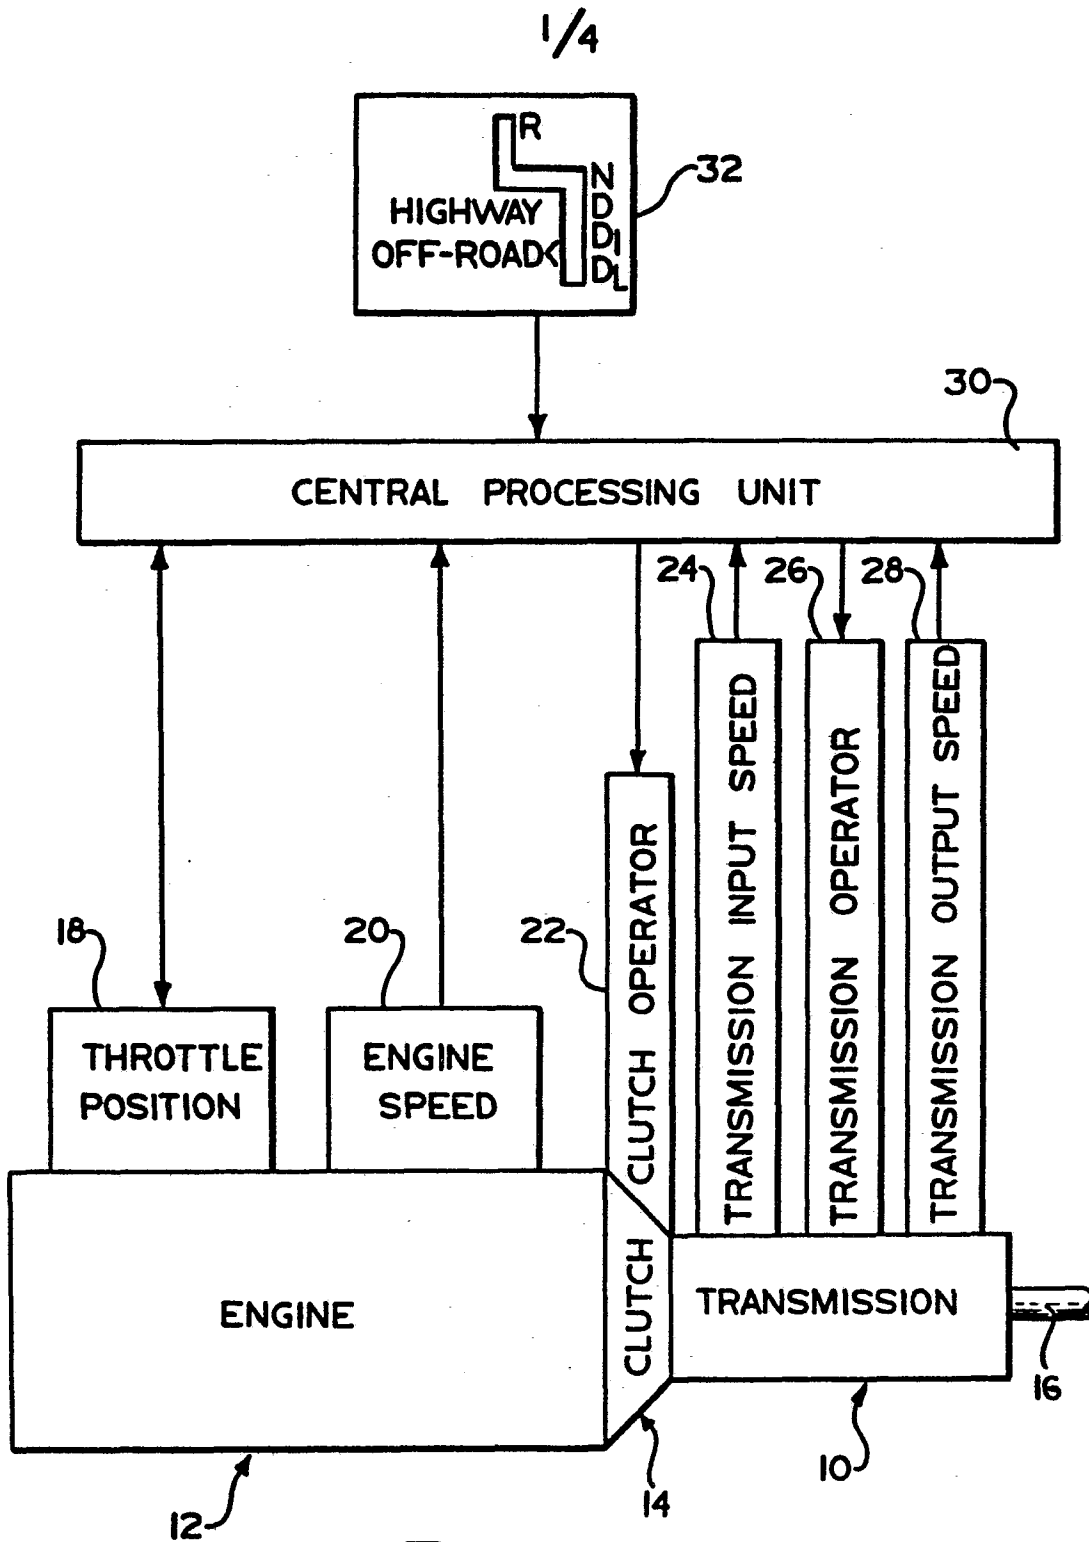 1/4
R
N
D
D1
DL
HIGHWAY
OFF-ROAD
32
30
CENTRAL PROCESSING UNIT
24
26
28
18
20
22
THROTTLE
POSITION
ENGINE
SPEED
CLUTCH OPERATOR
TRANSMISSION INPUT SPEED
TRANSMISSION OPERATOR
TRANSMISSION OUTPUT SPEED
ENGINE
CLUTCH
TRANSMISSION
16
10
14
12